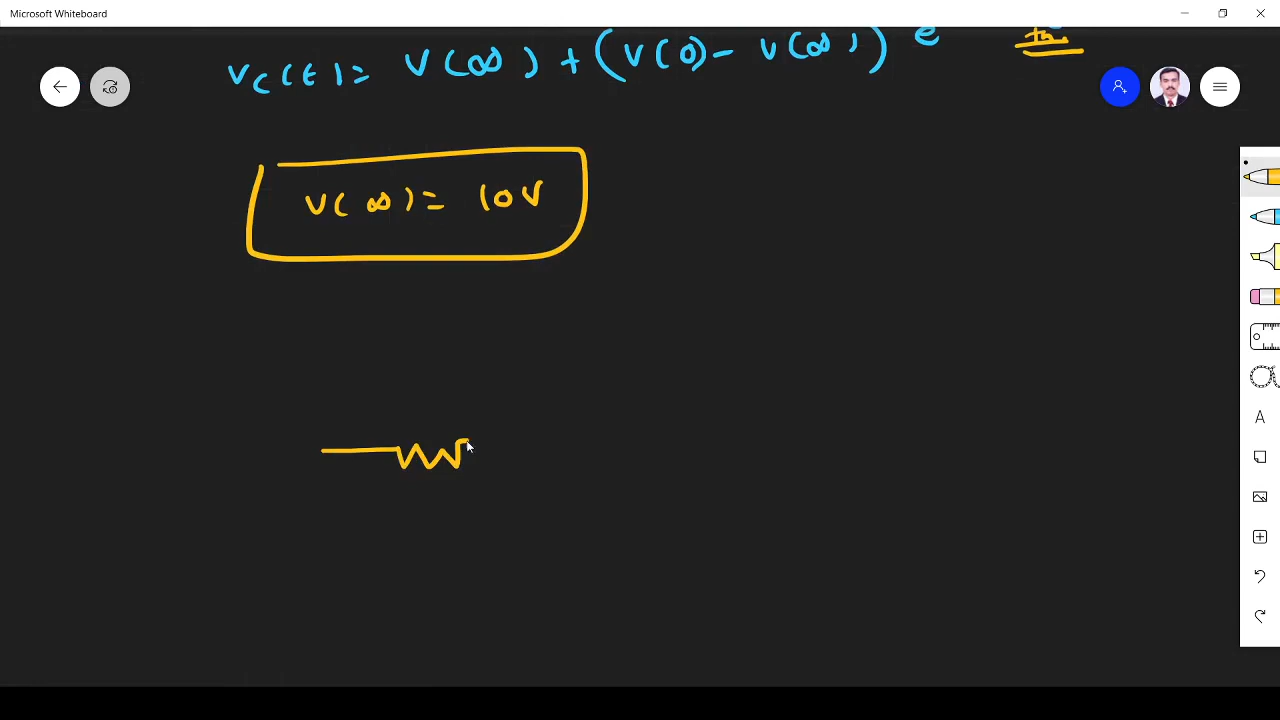 Microsoft Whiteboard
Vc(t)= V(∞) + (V(0) - V(∞)) e
V(∞) = 10V
A